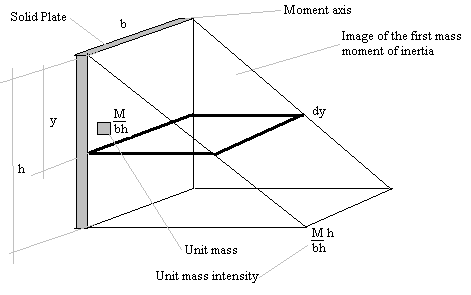 Solid Plate
b
Moment axis
Image of the first mass
moment of inertia
y
M
bh
dy
h
M h
bh
Unit mass
Unit mass intensity